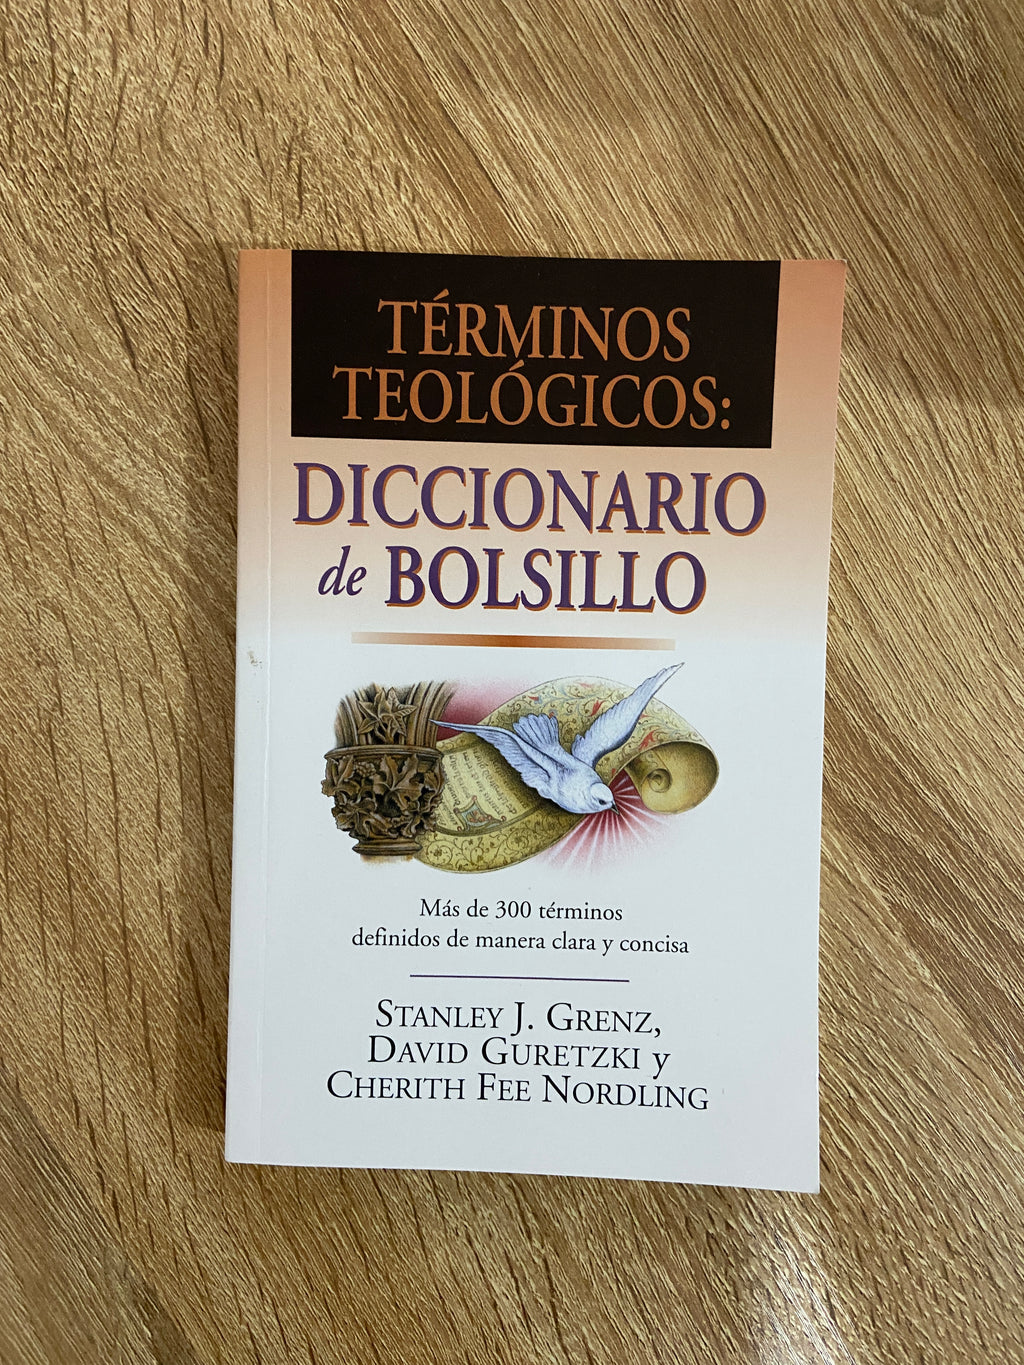 TÉRMINOS
TEOLÓGICOS:
DICCIONARIO
de BOLSILLO
Más de 300 términos
definidos de manera clara y concisa
STANLEY J. GRENZ,
DAVID GURETZKI y
CHERITH FEE NORDLING